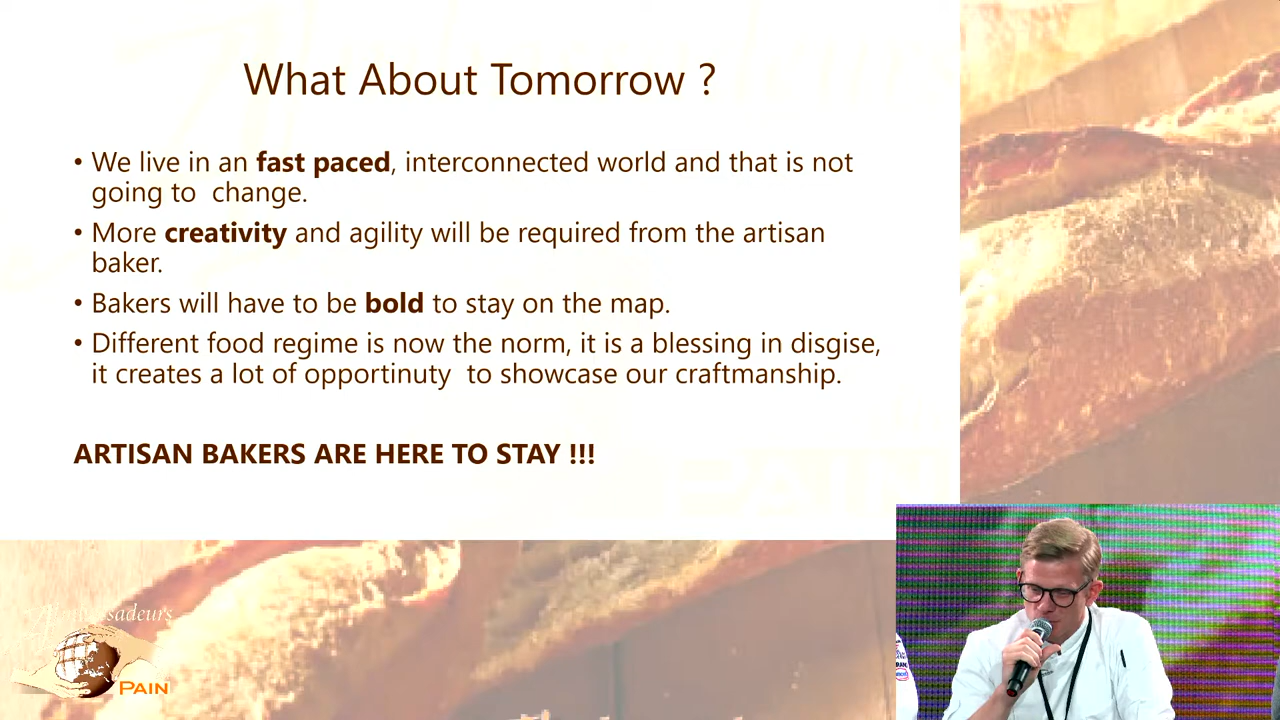 What About Tomorrow ?
• We live in an fast paced, interconnected world and that is not
going to  change.
• More creativity and agility will be required from the artisan
baker.
• Bakers will have to be bold to stay on the map.
• Different food regime is now the norm, it is a blessing in disgise,
it creates a lot of opportinuty  to showcase our craftmanship.
ARTISAN BAKERS ARE HERE TO STAY !!!
PAIN
Ambassadeurs
PAIN